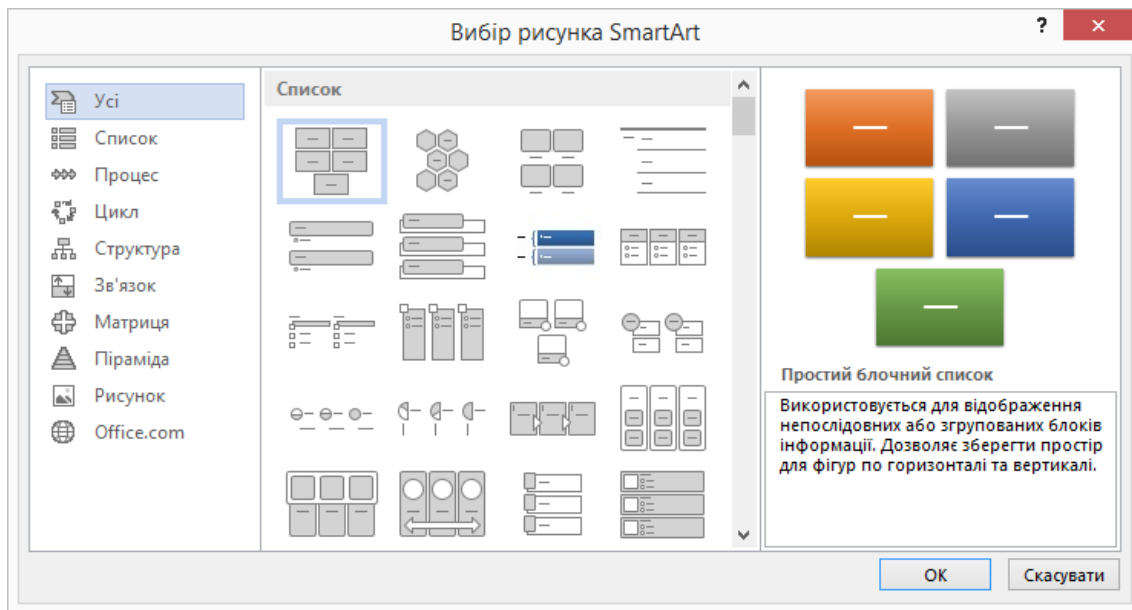 Вибір рисунка SmartArt
?
Усі
Список
Процес
Цикл
Структура
Зв'язок
Матриця
Піраміда
Рисунок
Office.com
Список
Простий блочний список
Використовується для відображення
непослідовних або згрупованих блоків
інформації. Дозволяє зберегти простір
для фігур по горизонталі та вертикалі.
ОК
Скасувати